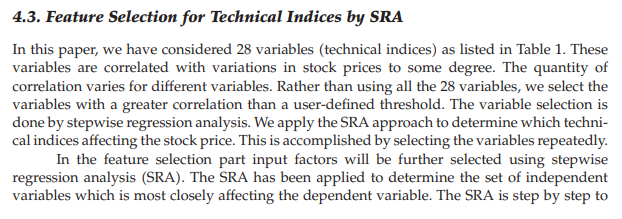 4.3. Feature Selection for Technical Indices by SRA
In this paper, we have considered 28 variables (technical indices) as listed in Table 1. These
variables are correlated with variations in stock prices to some degree. The quantity of
correlation varies for different variables. Rather than using all the 28 variables, we select the
variables with a greater correlation than a user-defined threshold. The variable selection is
done by stepwise regression analysis. We apply the SRA approach to determine which techni-
cal indices affecting the stock price. This is accomplished by selecting the variables repeatedly.
In the feature selection part input factors will be further selected using stepwise
regression analysis (SRA). The SRA has been applied to determine the set of independent
variables which is most closely affecting the dependent variable. The SRA is step by step to